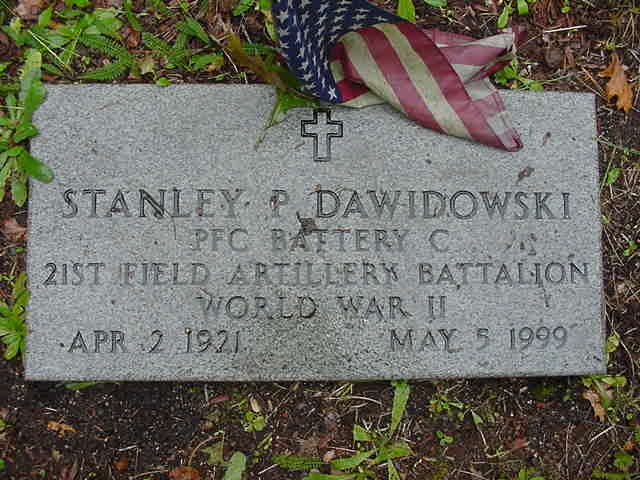 STANLEY P DAWIDOWSKI
PFC BATTERY C
21ST FIELD ARTILLERY BATTALION
WORLD WAR II
APR 2 1921 MAY 5 1999